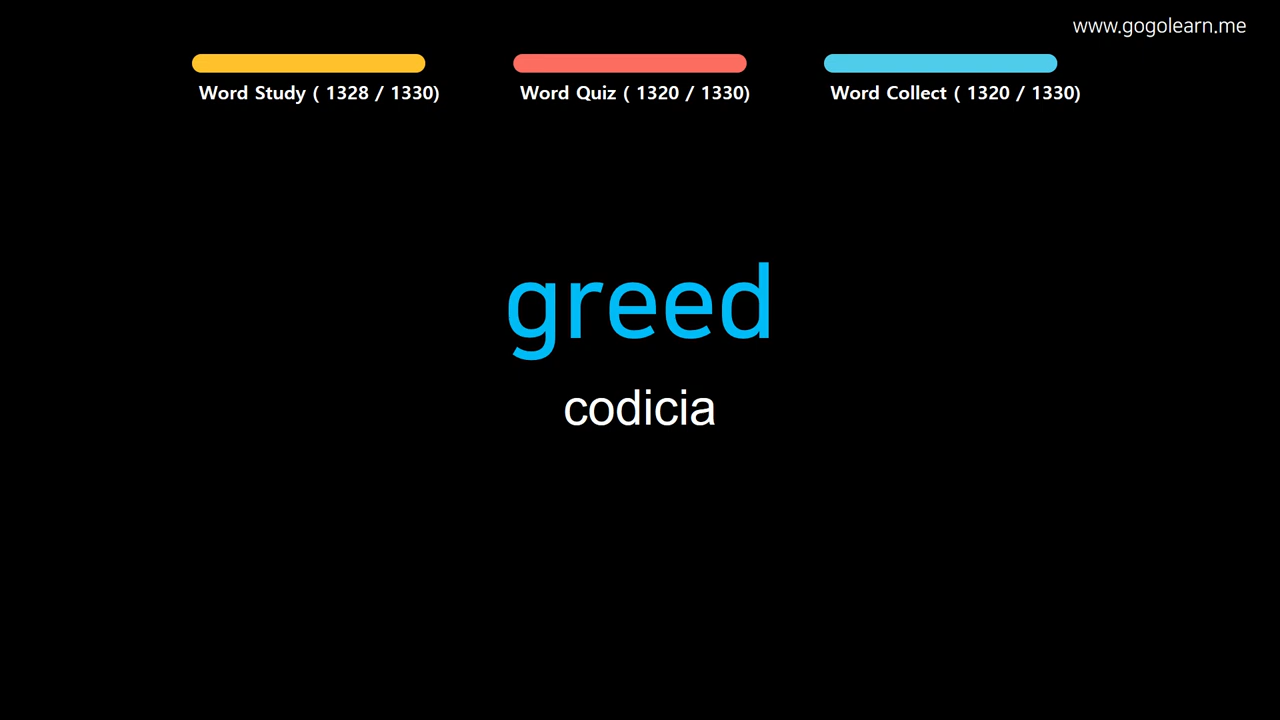 www.gogolearn.me
Word Study ( 1328 / 1330)
Word Quiz ( 1320 / 1330)
Word Collect ( 1320 / 1330)
greed
codicia